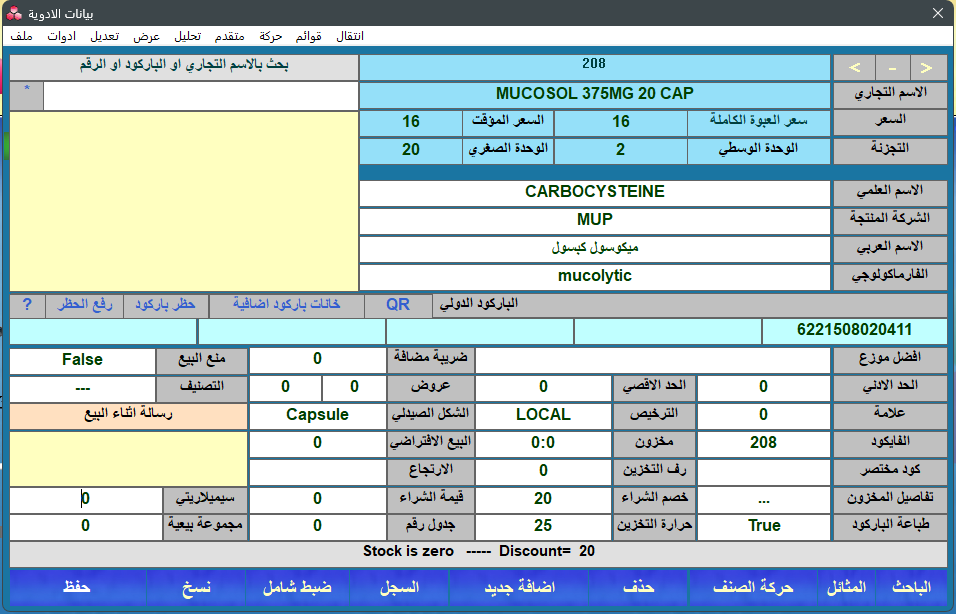 بيانات الادوية
ملف ادوات تعديل عرض تحليل متقدم حركة قوائم انتقال
> - < 208 بحث بالاسم التجاري او الباركود او الرقم
الاسم التجاري MUCOSOL 375MG 20 CAP *
السعر سعر العبوة الكاملة 16 السعر المؤقت 16
التجزئة الوحدة الوسطي 2 الوحدة الصغري 20
الاسم العلمي CARBOCYSTEINE
الشركة المنتجة MUP
الاسم العربي ميكوسول كبسول
الفارماكولوجي mucolytic
الباركود الدولي QR خانات باركود اضافية حظر باركود رفع الحظر ?
6221508020411
افضل موزع ضريبة مضافة 0 منع البيع False
الحد الادني 0 الحد الاقصي 0 عروض 0 0 التصنيف ---
علامة 0 الترخيص LOCAL الشكل الصيدلي Capsule رسالة اثناء البيع
الفايكود 208 مخزون 0:0 البيع الافتراضي 0
كود مختصر رف التخزين 0 الارتجاع
تفاصيل المخزون ... خصم الشراء 20 قيمة الشراء 0 سيميلاريتي 0
طباعة الباركود True حرارة التخزين 25 جدول رقم 0 مجموعة بيعية 0
Stock is zero ----- Discount= 20
الباحث المثائل حركة الصنف حذف اضافة جديد السجل ضبط شامل نسخ حفظ